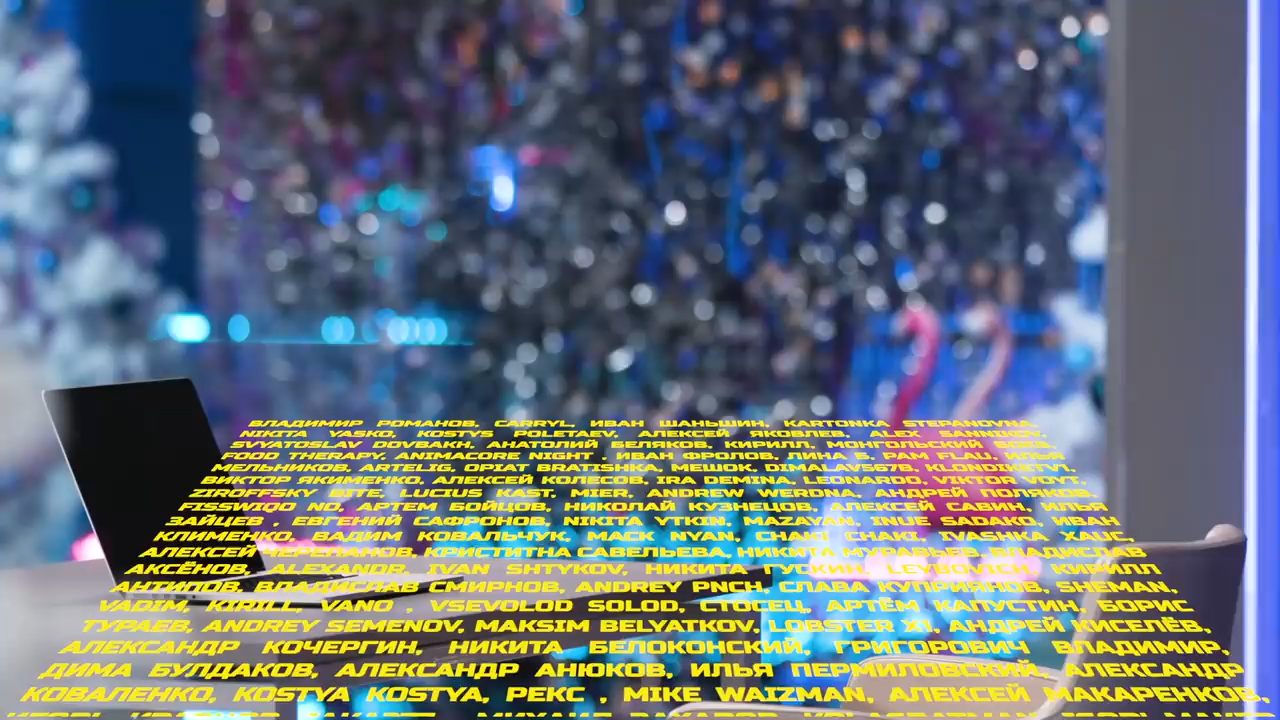 ВЛАДИМИР РОМАНОВ, CARRYL, ИВАН ШАНЬШИН, KARTONKA STEPANOVNA,
NIKITA YASKO, KOSTYS POLETAEV, АЛЕКСЕЙ ЯКОВЛЕВ, ALEX SANNIKOV,
SVYATOSLAV DOVBAKH, АНАТОЛИЙ БЕЛЯКОВ, КИРИЛЛ, МОНГОЛЬСКИЙ
FOOD THERAPY, ANIMACORE NIGHT , ИВАН ФРОЛОВ, ЛИНА Б, PAM FLAU, ИЛЬЯ
МЕЛЬНИКОВ, ARTELIG, OPIAT BRATISHKA, МЕШОК, DIMALAV5678, KLONDIKETV1,
ВИКТОР ЯКИМЕНКО, АЛЕКСЕЙ КОЛЕСОВ, IRA DEMINA, LEONARDO, VIKTOR VOYT,
ZIROFFSKY BITE, LUCIUS KAST, MIER, ANDREW WERDNA, АНДРЕЙ ПОЛЯКОВ,
FISSWIQO NO, АРТЕМ БОЙЦОВ, НИКОЛАЙ КУЗНЕЦОВ, АЛЕКСЕЙ САВИН, ИЛЬЯ
ЗАЙЦЕВ , ЕВГЕНИЙ САФРОНОВ, NIKITA YTKIN, MAZAYAN, INUE SADAKO, ИВАН
КЛИМЕНКО, ВАДИМ КОВАЛЬЧУК, MACK NYAN, CHAKI CHAKI, IVASHKA XAUC,
АЛЕКСЕЙ ЧЕРЕПАНОВ, КРИСТИТНА САВЕЛЬЕВА, НИКИТА МУРАВЬЕВ, ВЛАДИСЛАВ
АКСЁНОВ, ALEXANDR, IVAN SHTYKOV, НИКИТА ГУСКИН, LEYBOVICH, КИРИЛЛ
АНТИПОВ, ВЛАДИСЛАВ СМИРНОВ, ANDREY PNCH, СЛАВА КУПРИЯНОВ, SHEMAN,
VADIM, KIRILL, VANO , VSEVOLOD SOLOD, СТОСЕЦ, АРТЁМ КАПУСТИН, БОРИС
ТУРАЕВ, ANDREY SEMENOV, MAKSIM BELYATKOV, LOBSTER X1, АНДРЕЙ КИСЕЛЁВ,
АЛЕКСАНДР КОЧЕРГИН, НИКИТА БЕЛОКОНСКИЙ, ГРИГОРОВИЧ ВЛАДИМИР,
ДИМА БУЛДАКОВ, АЛЕКСАНДР АНЮКОВ, ИЛЬЯ ПЕРМИЛОВСКИЙ, АЛЕКСАНДР
КОВАЛЕНКО, KOSTYA KOSTYA, РЕКС , MIKE WAIZMAN, АЛЕКСЕЙ МАКАРЕНКОВ,